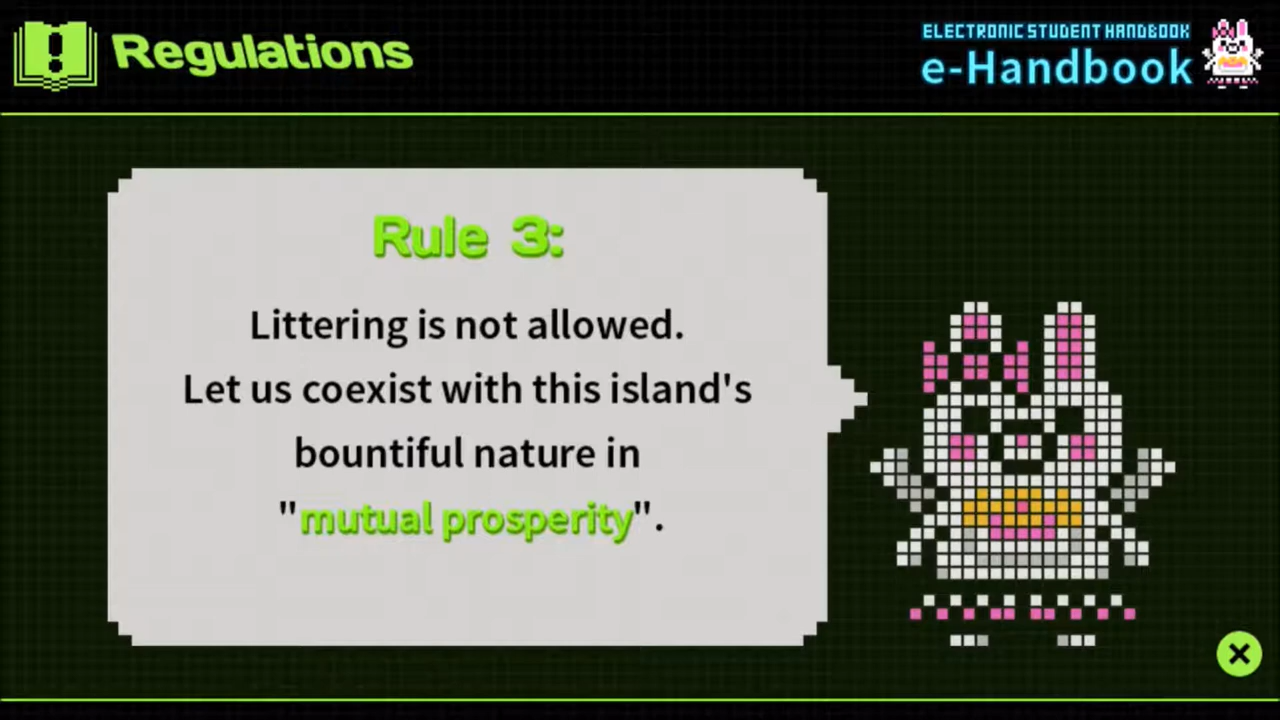 Regulations
ELECTRONIC STUDENT HANDBOOK
e-Handbook
Rule 3:
Littering is not allowed.
Let us coexist with this island's
bountiful nature in
"mutual prosperity".